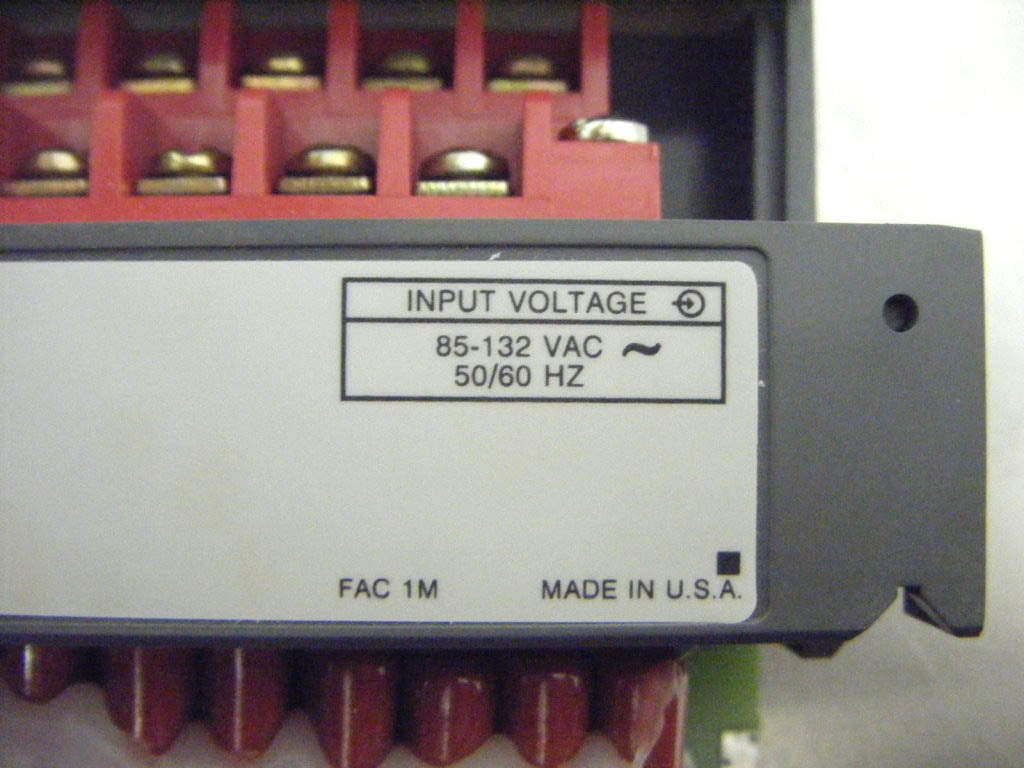 INPUT VOLTAGE
85-132 VAC
50/60 HZ
FAC 1M MADE IN U.S.A.